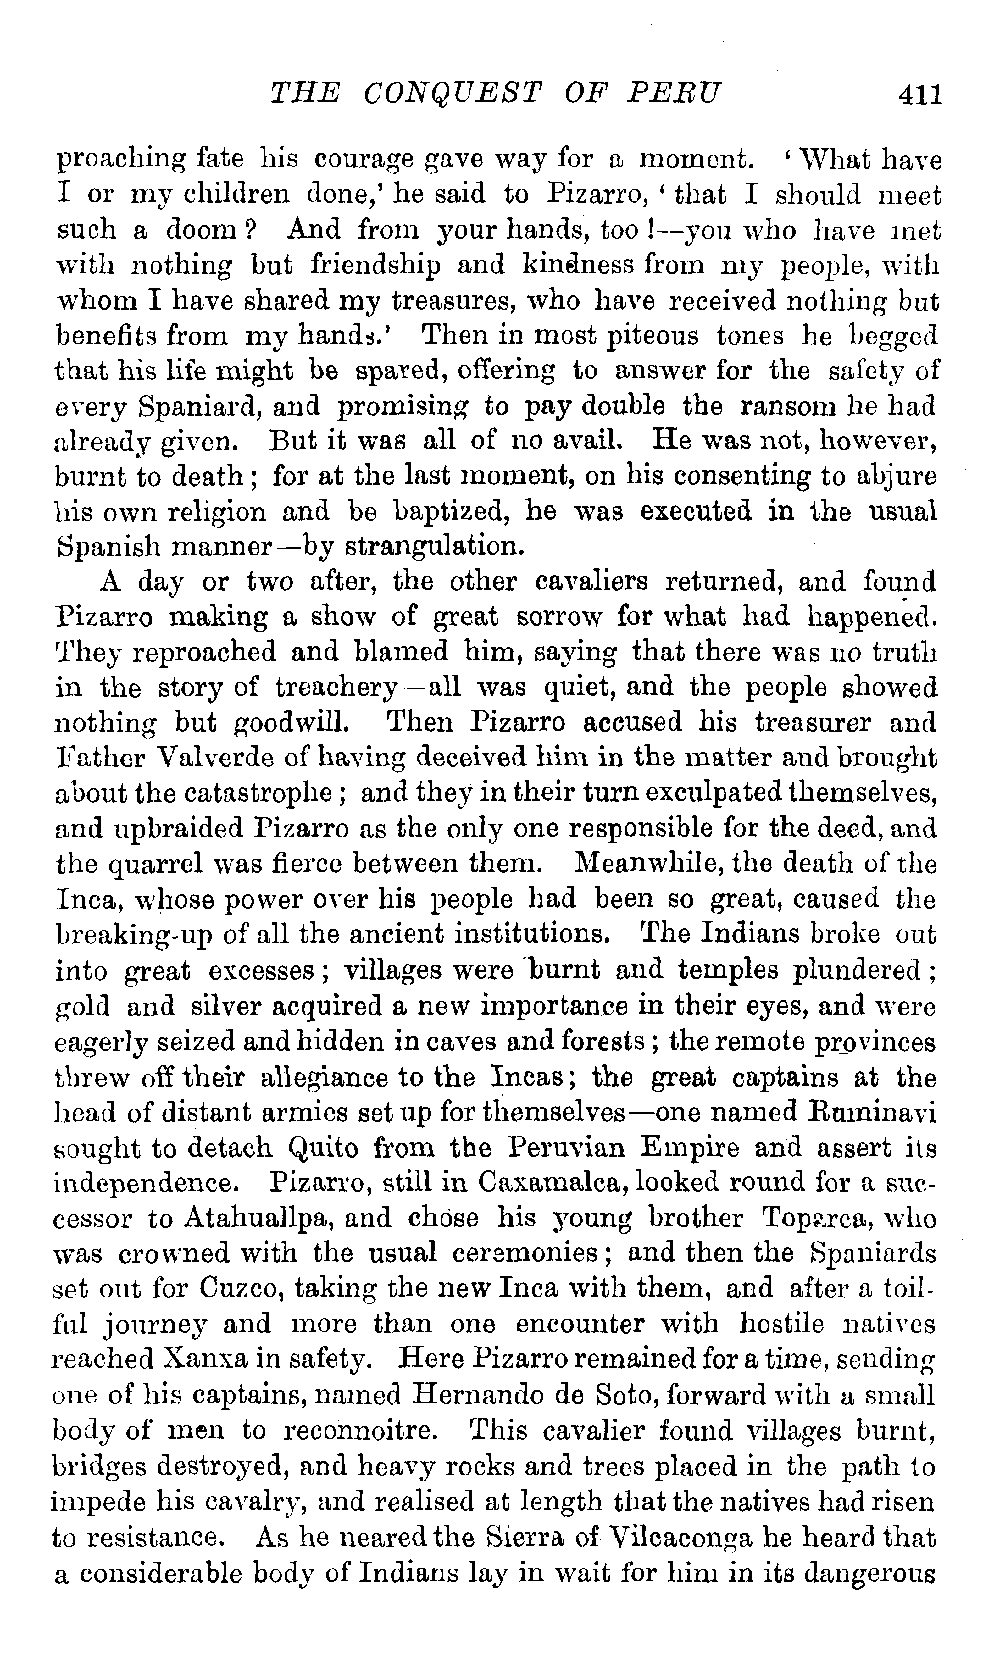 THE CONQUEST OF PERU 411
proaching fate his courage gave way for a moment. ‘What have
I or my children done,’ he said to Pizarro, ‘that I should meet
such a doom? And from your hands, too!--you who have met
with nothing but friendship and kindness from my people, with
whom I have shared my treasures, who have received nothing but
benefits from my hands.’ Then in most piteous tones he begged
that his life might be spared, offering to answer for the safety of
every Spaniard, and promising to pay double the ransom he had
already given. But it was all of no avail. He was not, however,
burnt to death; for at the last moment, on his consenting to abjure
his own religion and be baptized, he was executed in the usual
Spanish manner—by strangulation.
A day or two after, the other cavaliers returned, and found
Pizarro making a show of great sorrow for what had happened.
They reproached and blamed him, saying that there was no truth
in the story of treachery—all was quiet, and the people showed
nothing but goodwill. Then Pizarro accused his treasurer and
Father Valverde of having deceived him in the matter and brought
about the catastrophe; and they in their turn exculpated themselves,
and upbraided Pizarro as the only one responsible for the deed, and
the quarrel was fierce between them. Meanwhile, the death of the
Inca, whose power over his people had been so great, caused the
breaking-up of all the ancient institutions. The Indians broke out
into great excesses; villages were burnt and temples plundered;
gold and silver acquired a new importance in their eyes, and were
eagerly seized and hidden in caves and forests; the remote provinces
threw off their allegiance to the Incas; the great captains at the
head of distant armies set up for themselves—one named Ruminavi
sought to detach Quito from the Peruvian Empire and assert its
independence. Pizarro, still in Caxamalca, looked round for a suc-
cessor to Atahuallpa, and chose his young brother Toparca, who
was crowned with the usual ceremonies; and then the Spaniards
set out for Cuzco, taking the new Inca with them, and after a toil-
ful journey and more than one encounter with hostile natives
reached Xanxa in safety. Here Pizarro remained for a time, sending
one of his captains, named Hernando de Soto, forward with a small
body of men to reconnoitre. This cavalier found villages burnt,
bridges destroyed, and heavy rocks and trees placed in the path to
impede his cavalry, and realised at length that the natives had risen
to resistance. As he neared the Sierra of Vilcaconga he heard that
a considerable body of Indians lay in wait for him in its dangerous